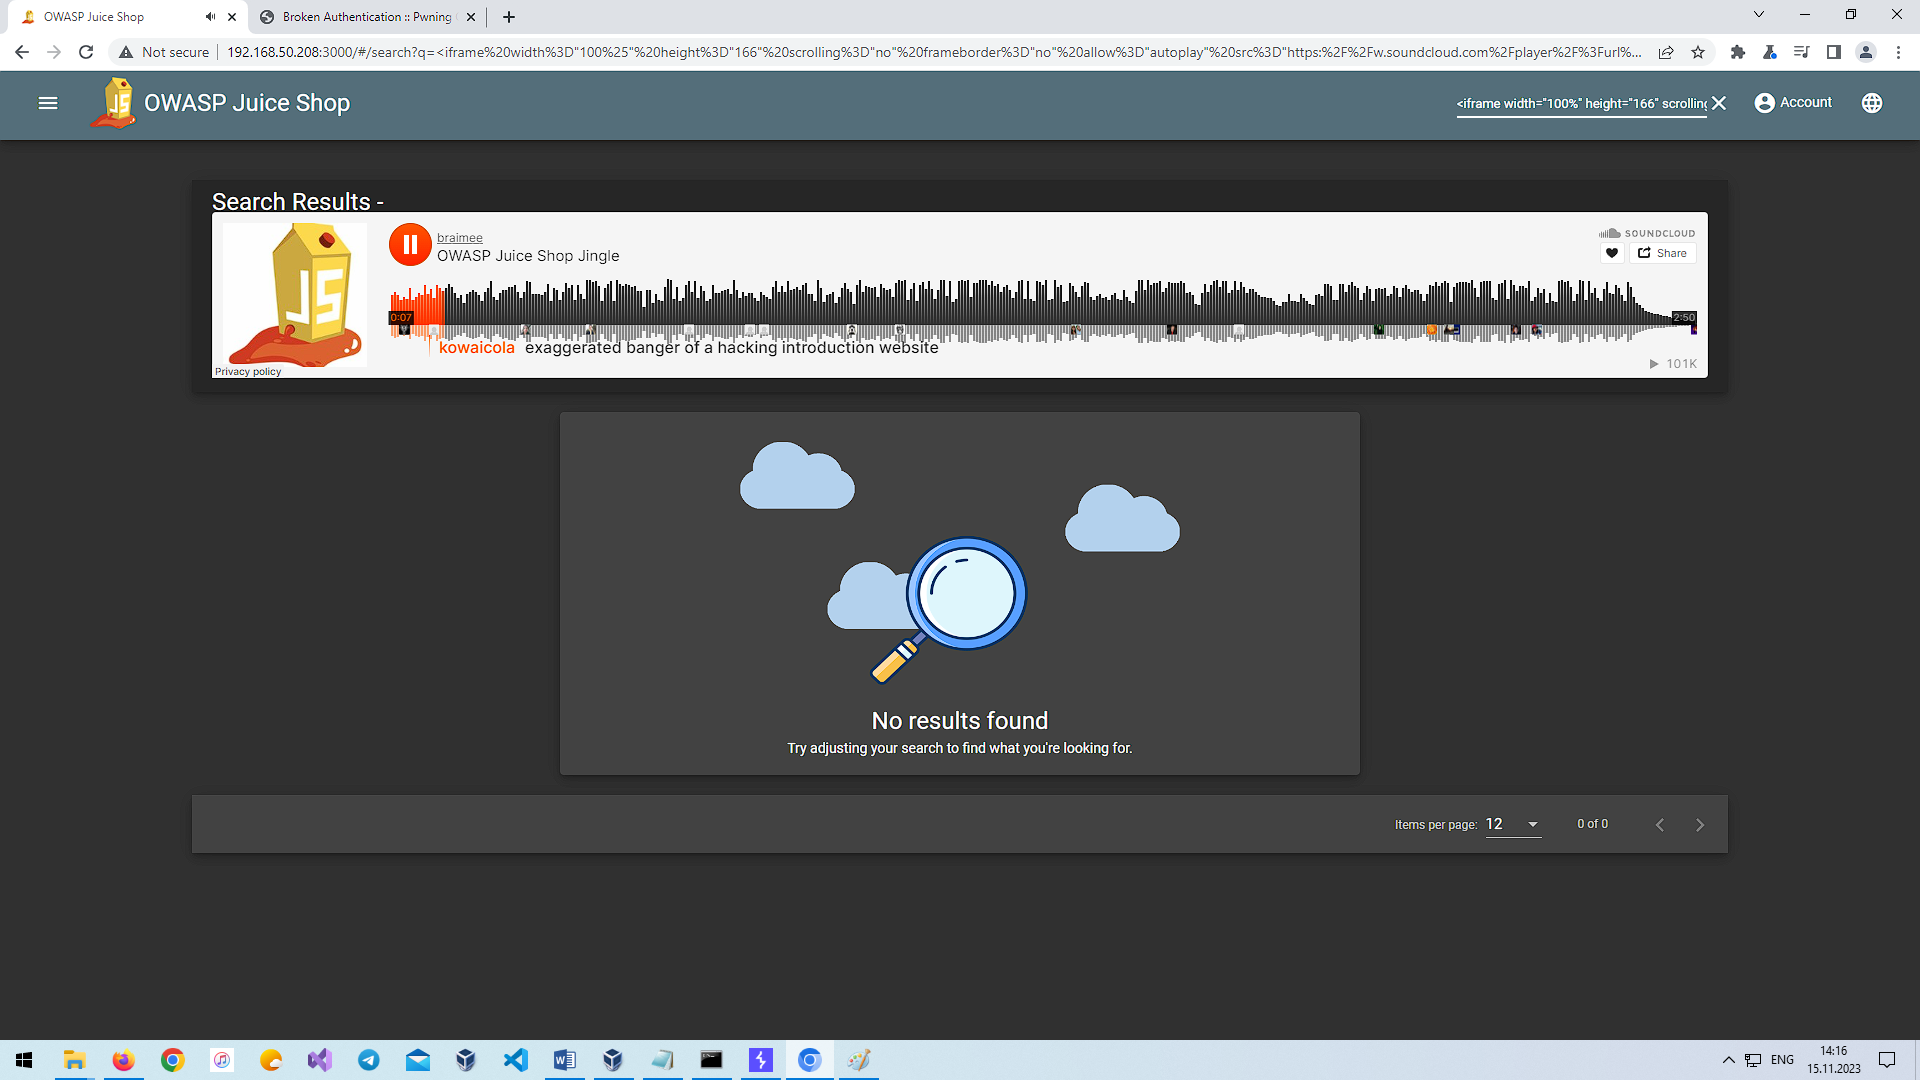 OWASP Juice Shop
Broken Authentication :: Pwning
Not secure
192.168.50.208:3000/#/search?q=<iframe%20width%3D"100%25"%20height%3D"166"%20scrolling%3D"no"%20frameborder%3D"no"%20allow%3D"autoplay"%20src%3D"https:%2F%2Fw.soundcloud.com%2Fplayer%2F%3Furl%...
JS
OWASP Juice Shop
<iframe width="100%" height="166" scrolling
Account
Search Results -
JS
braimee
OWASP Juice Shop Jingle
SOUNDCLOUD
Share
0:07
2:50
kowaicola exaggerated banger of a hacking introduction website
101K
Privacy policy
No results found
Try adjusting your search to find what you're looking for.
Items per page: 12
0 of 0
ENG
14:16
15.11.2023